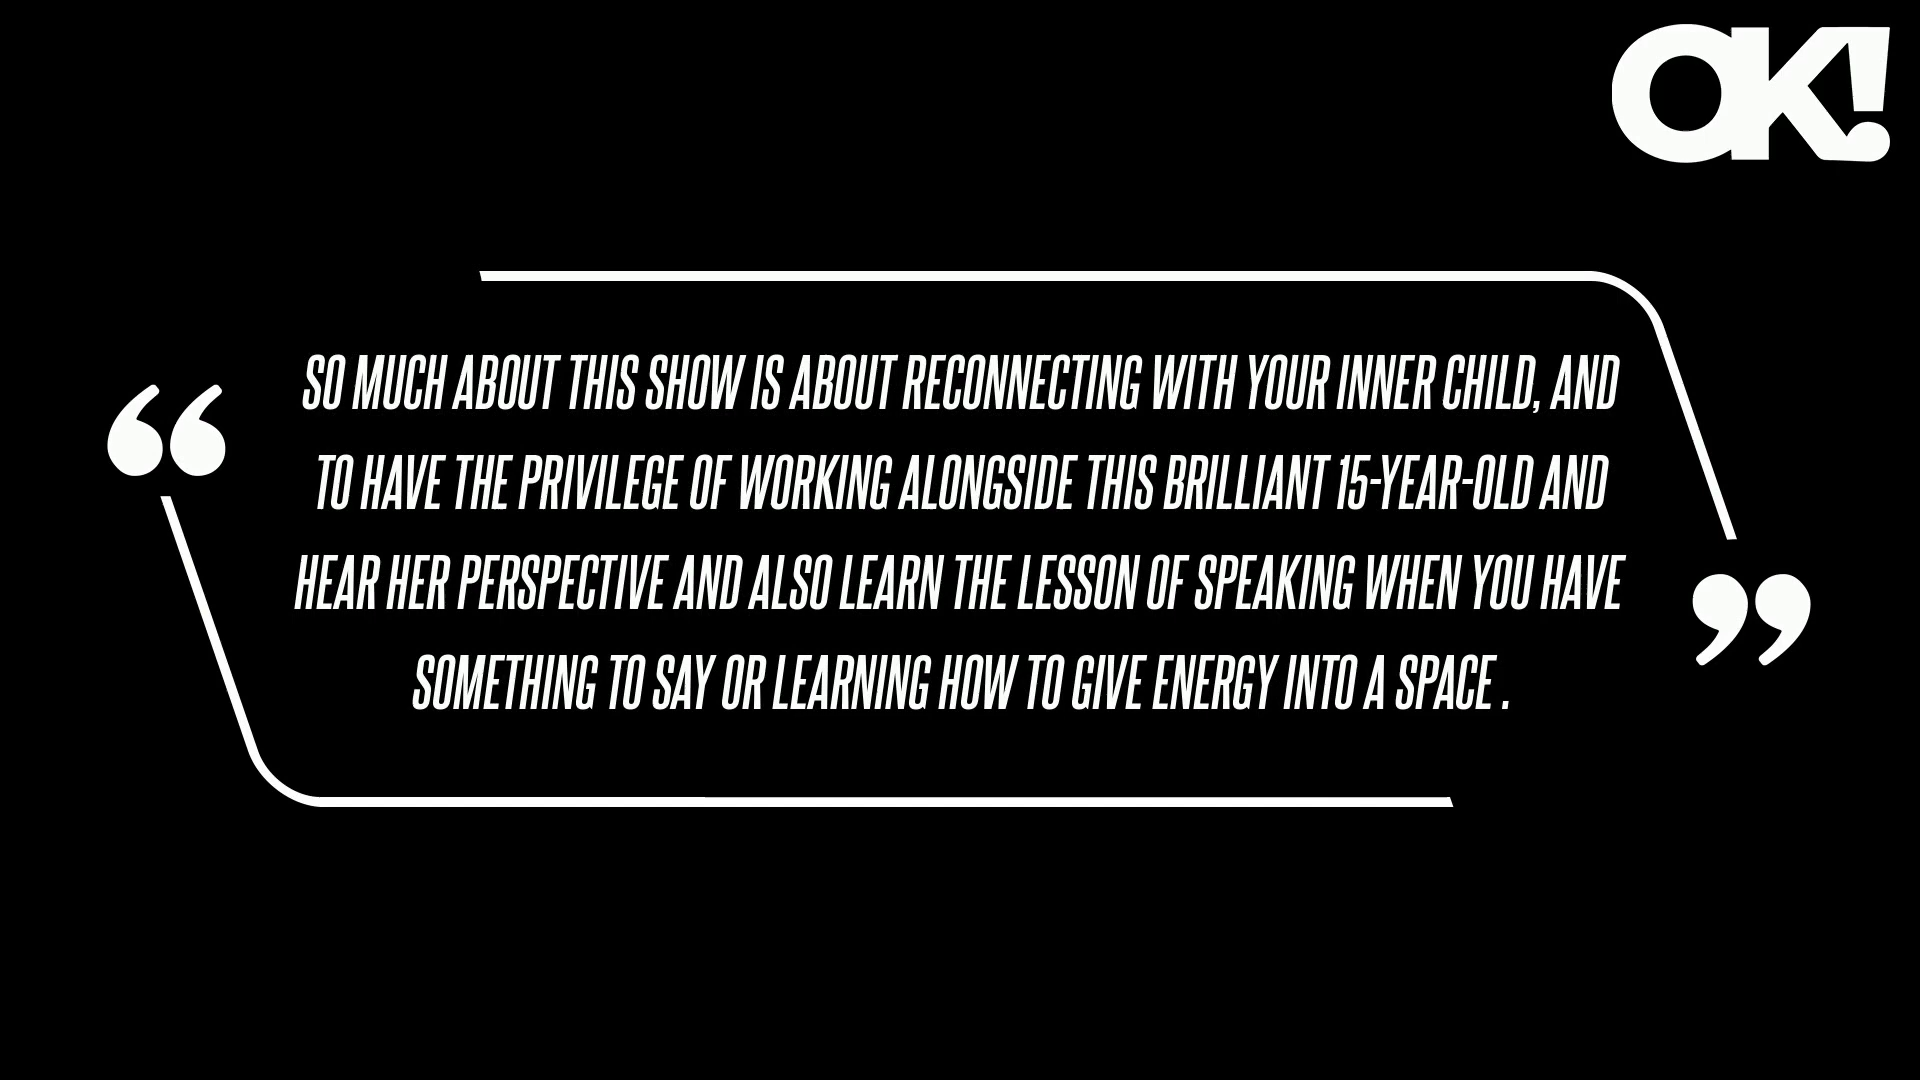 OK!
“
SO MUCH ABOUT THIS SHOW IS ABOUT RECONNECTING WITH YOUR INNER CHILD, AND
TO HAVE THE PRIVILEGE OF WORKING ALONGSIDE THIS BRILLIANT 15-YEAR-OLD AND
HEAR HER PERSPECTIVE AND ALSO LEARN THE LESSON OF SPEAKING WHEN YOU HAVE
SOMETHING TO SAY OR LEARNING HOW TO GIVE ENERGY INTO A SPACE .
”